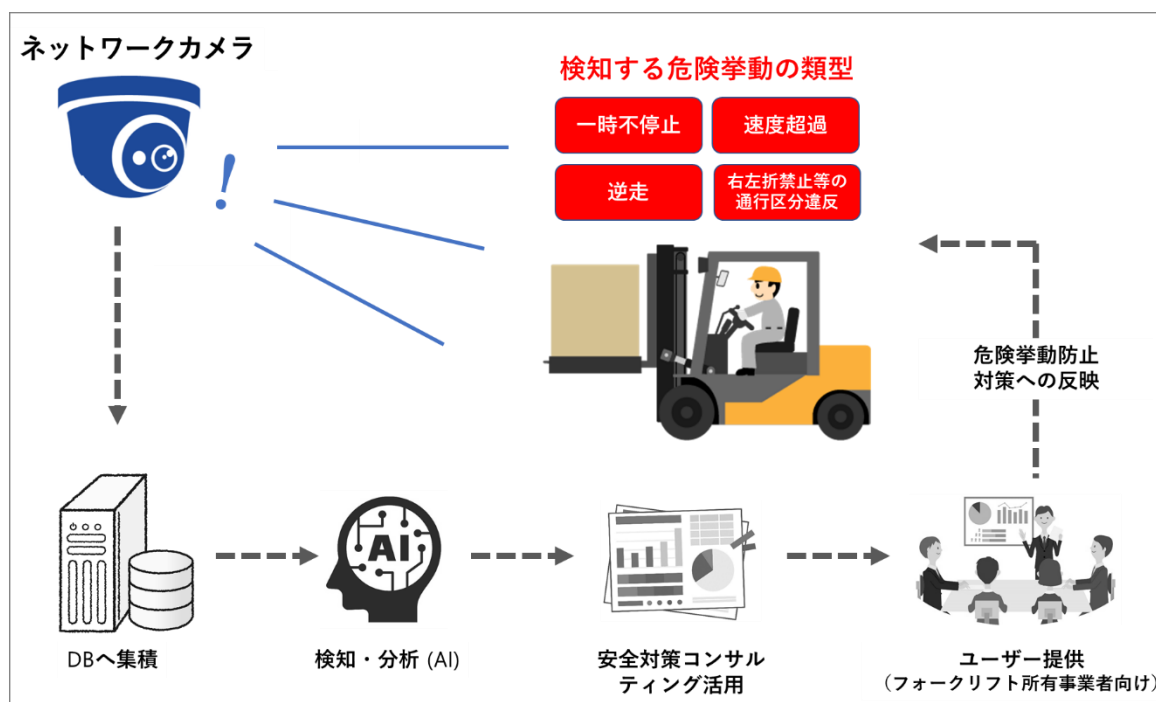 ネットワークカメラ
検知する危険挙動の類型
一時不停止
速度超過
逆走
右左折禁止等の
通行区分違反
!
危険挙動防止
対策への反映
AI
DBへ集積
検知・分析 (AI)
安全対策コンサル
ティング活用
ユーザー提供
（フォークリフト所有事業者向け）